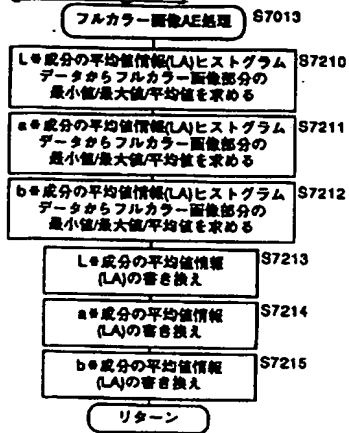 フルカラー画像AE処理 S7013
L*成分の平均値情報(LA)ヒストグラム S7210
データからフルカラー画像部分の
最小値/最大値/平均値を求める
a*成分の平均値情報(LA)ヒストグラム S7211
データからフルカラー画像部分の
最小値/最大値/平均値を求める
b*成分の平均値情報(LA)ヒストグラム S7212
データからフルカラー画像部分の
最小値/最大値/平均値を求める
L*成分の平均値情報 S7213
(LA)の書き換え
a*成分の平均値情報 S7214
(LA)の書き換え
b*成分の平均値情報 S7215
(LA)の書き換え
リターン